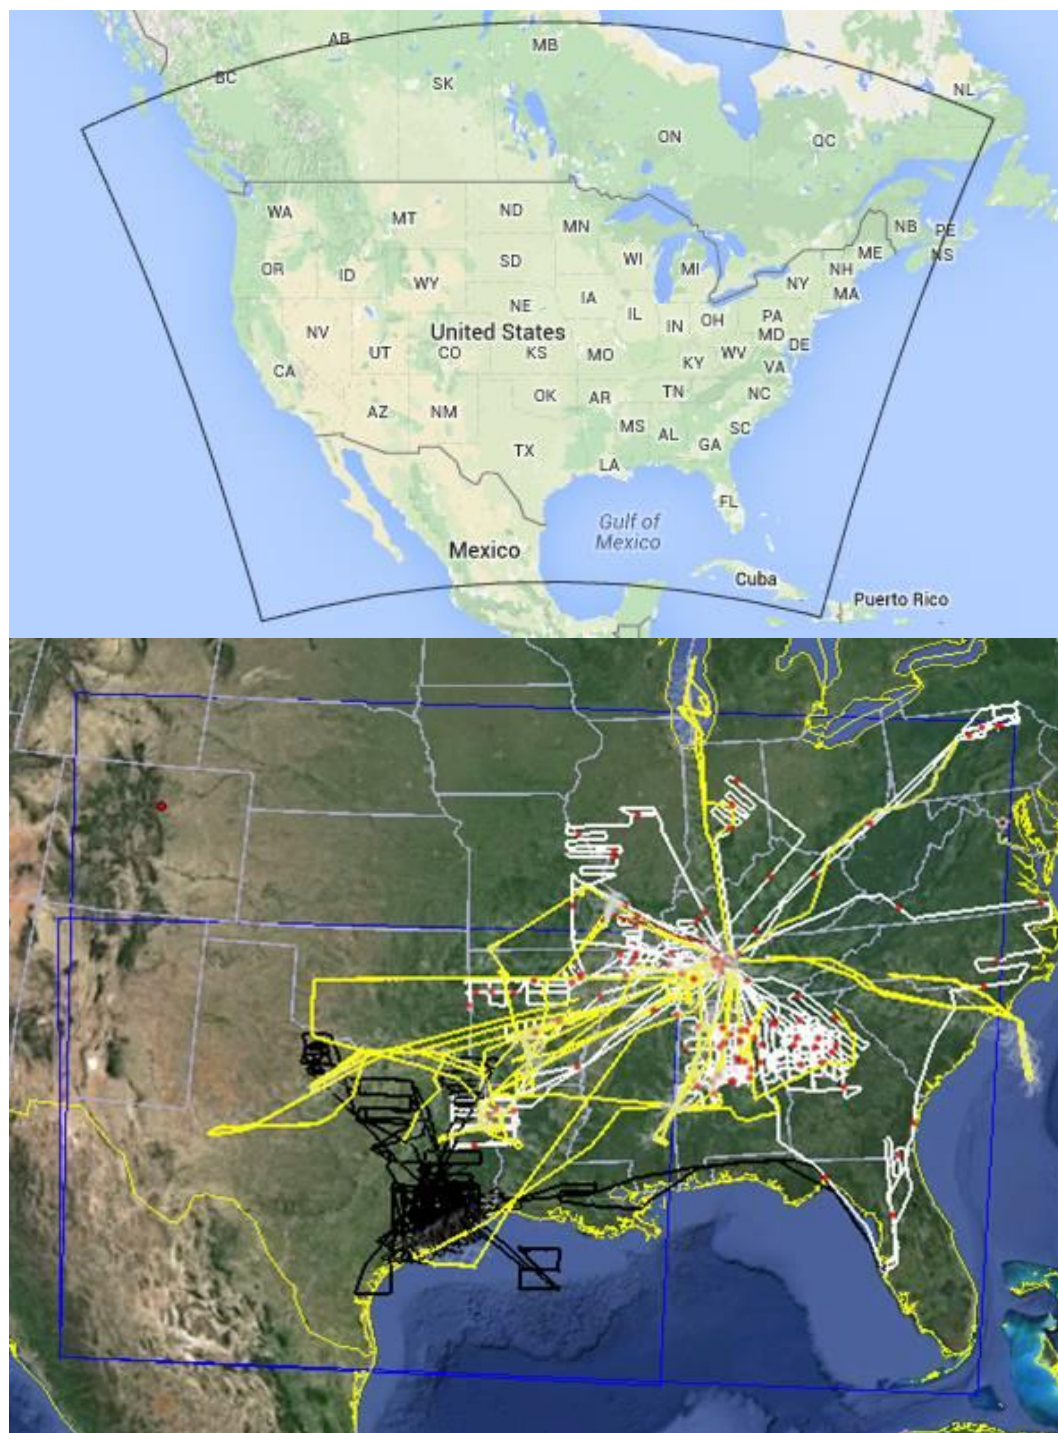 AB
MB
BC
SK
NL
ON
QC
WA
MT
ND
MN
NB
PE
OR
ID
SD
WI
MI
ME
NS
WY
NH
NY
MA
NE
IA
IL
IN
OH
PA
MD
NV
United States
DE
UT
CO
KS
MO
KY
WV
VA
CA
OK
AR
TN
NC
AZ
NM
MS
AL
SC
GA
TX
LA
FL
Gulf of
Mexico
Mexico
Cuba
Puerto Rico